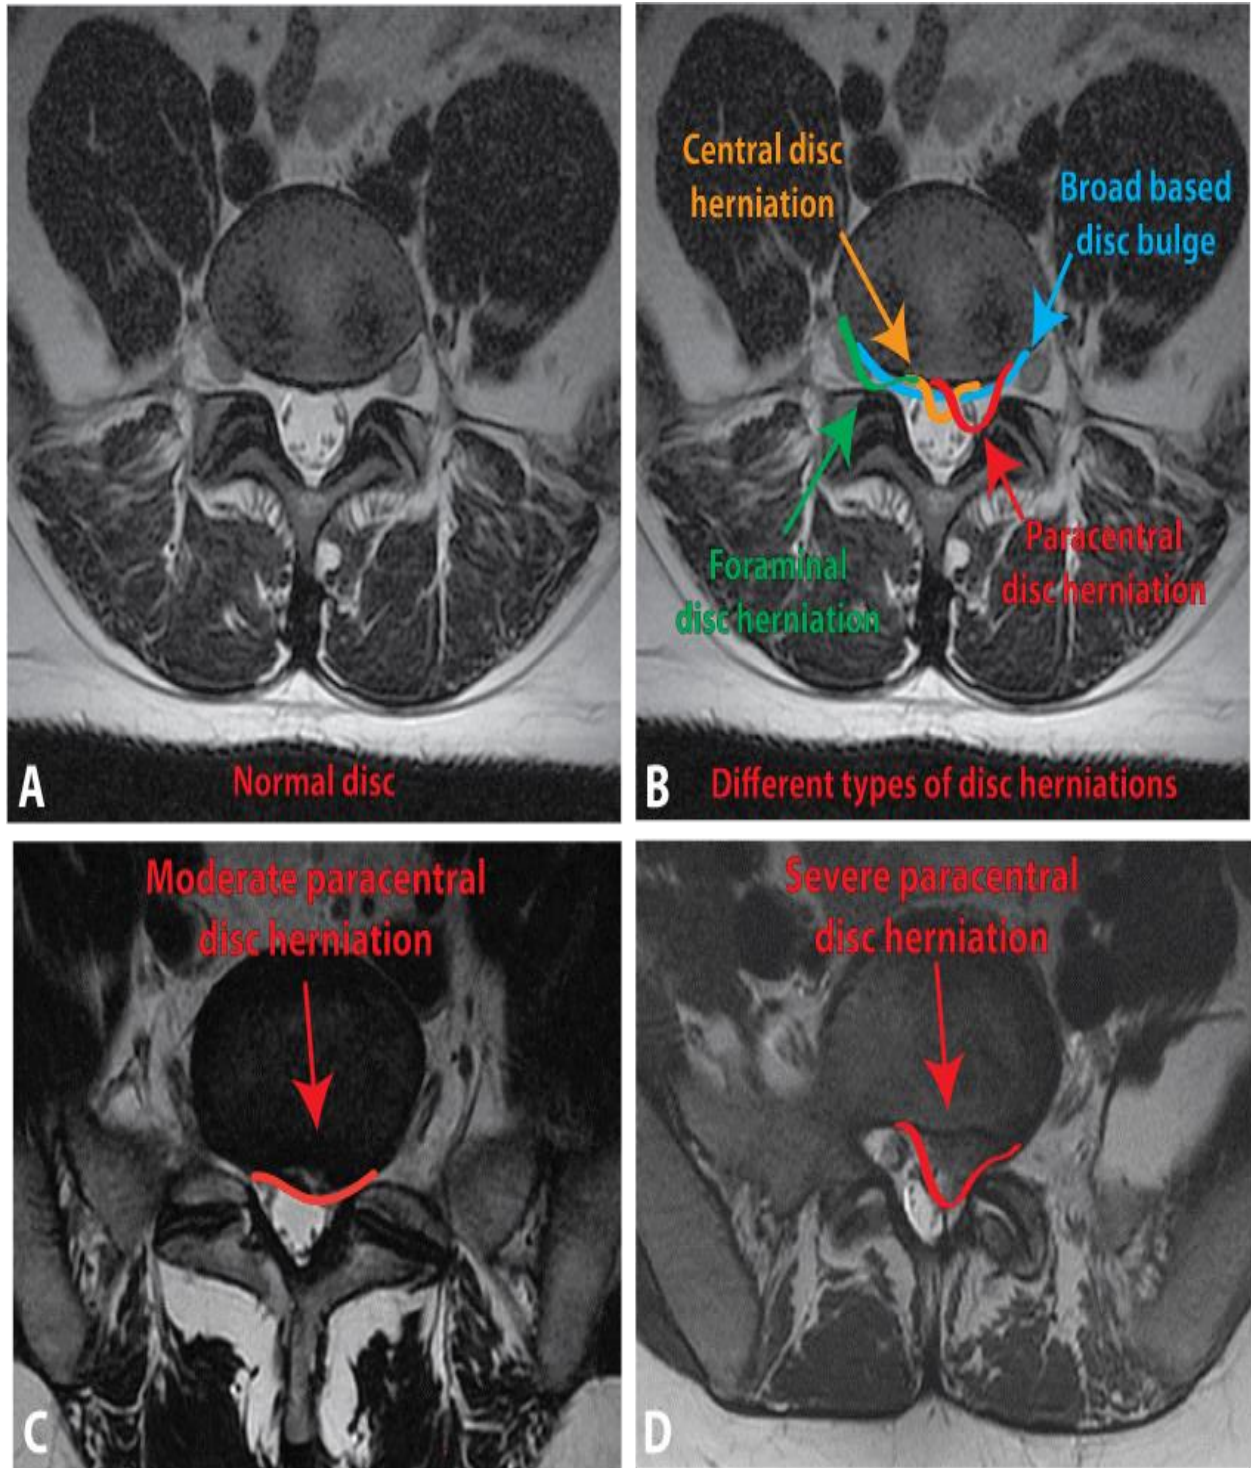 Normal disc
A
Central disc
herniation
Broad based
disc bulge
Foraminal
disc herniation
Paracentral
disc herniation
B
Different types of disc herniations
Moderate paracentral
disc herniation
C
Severe paracentral
disc herniation
D